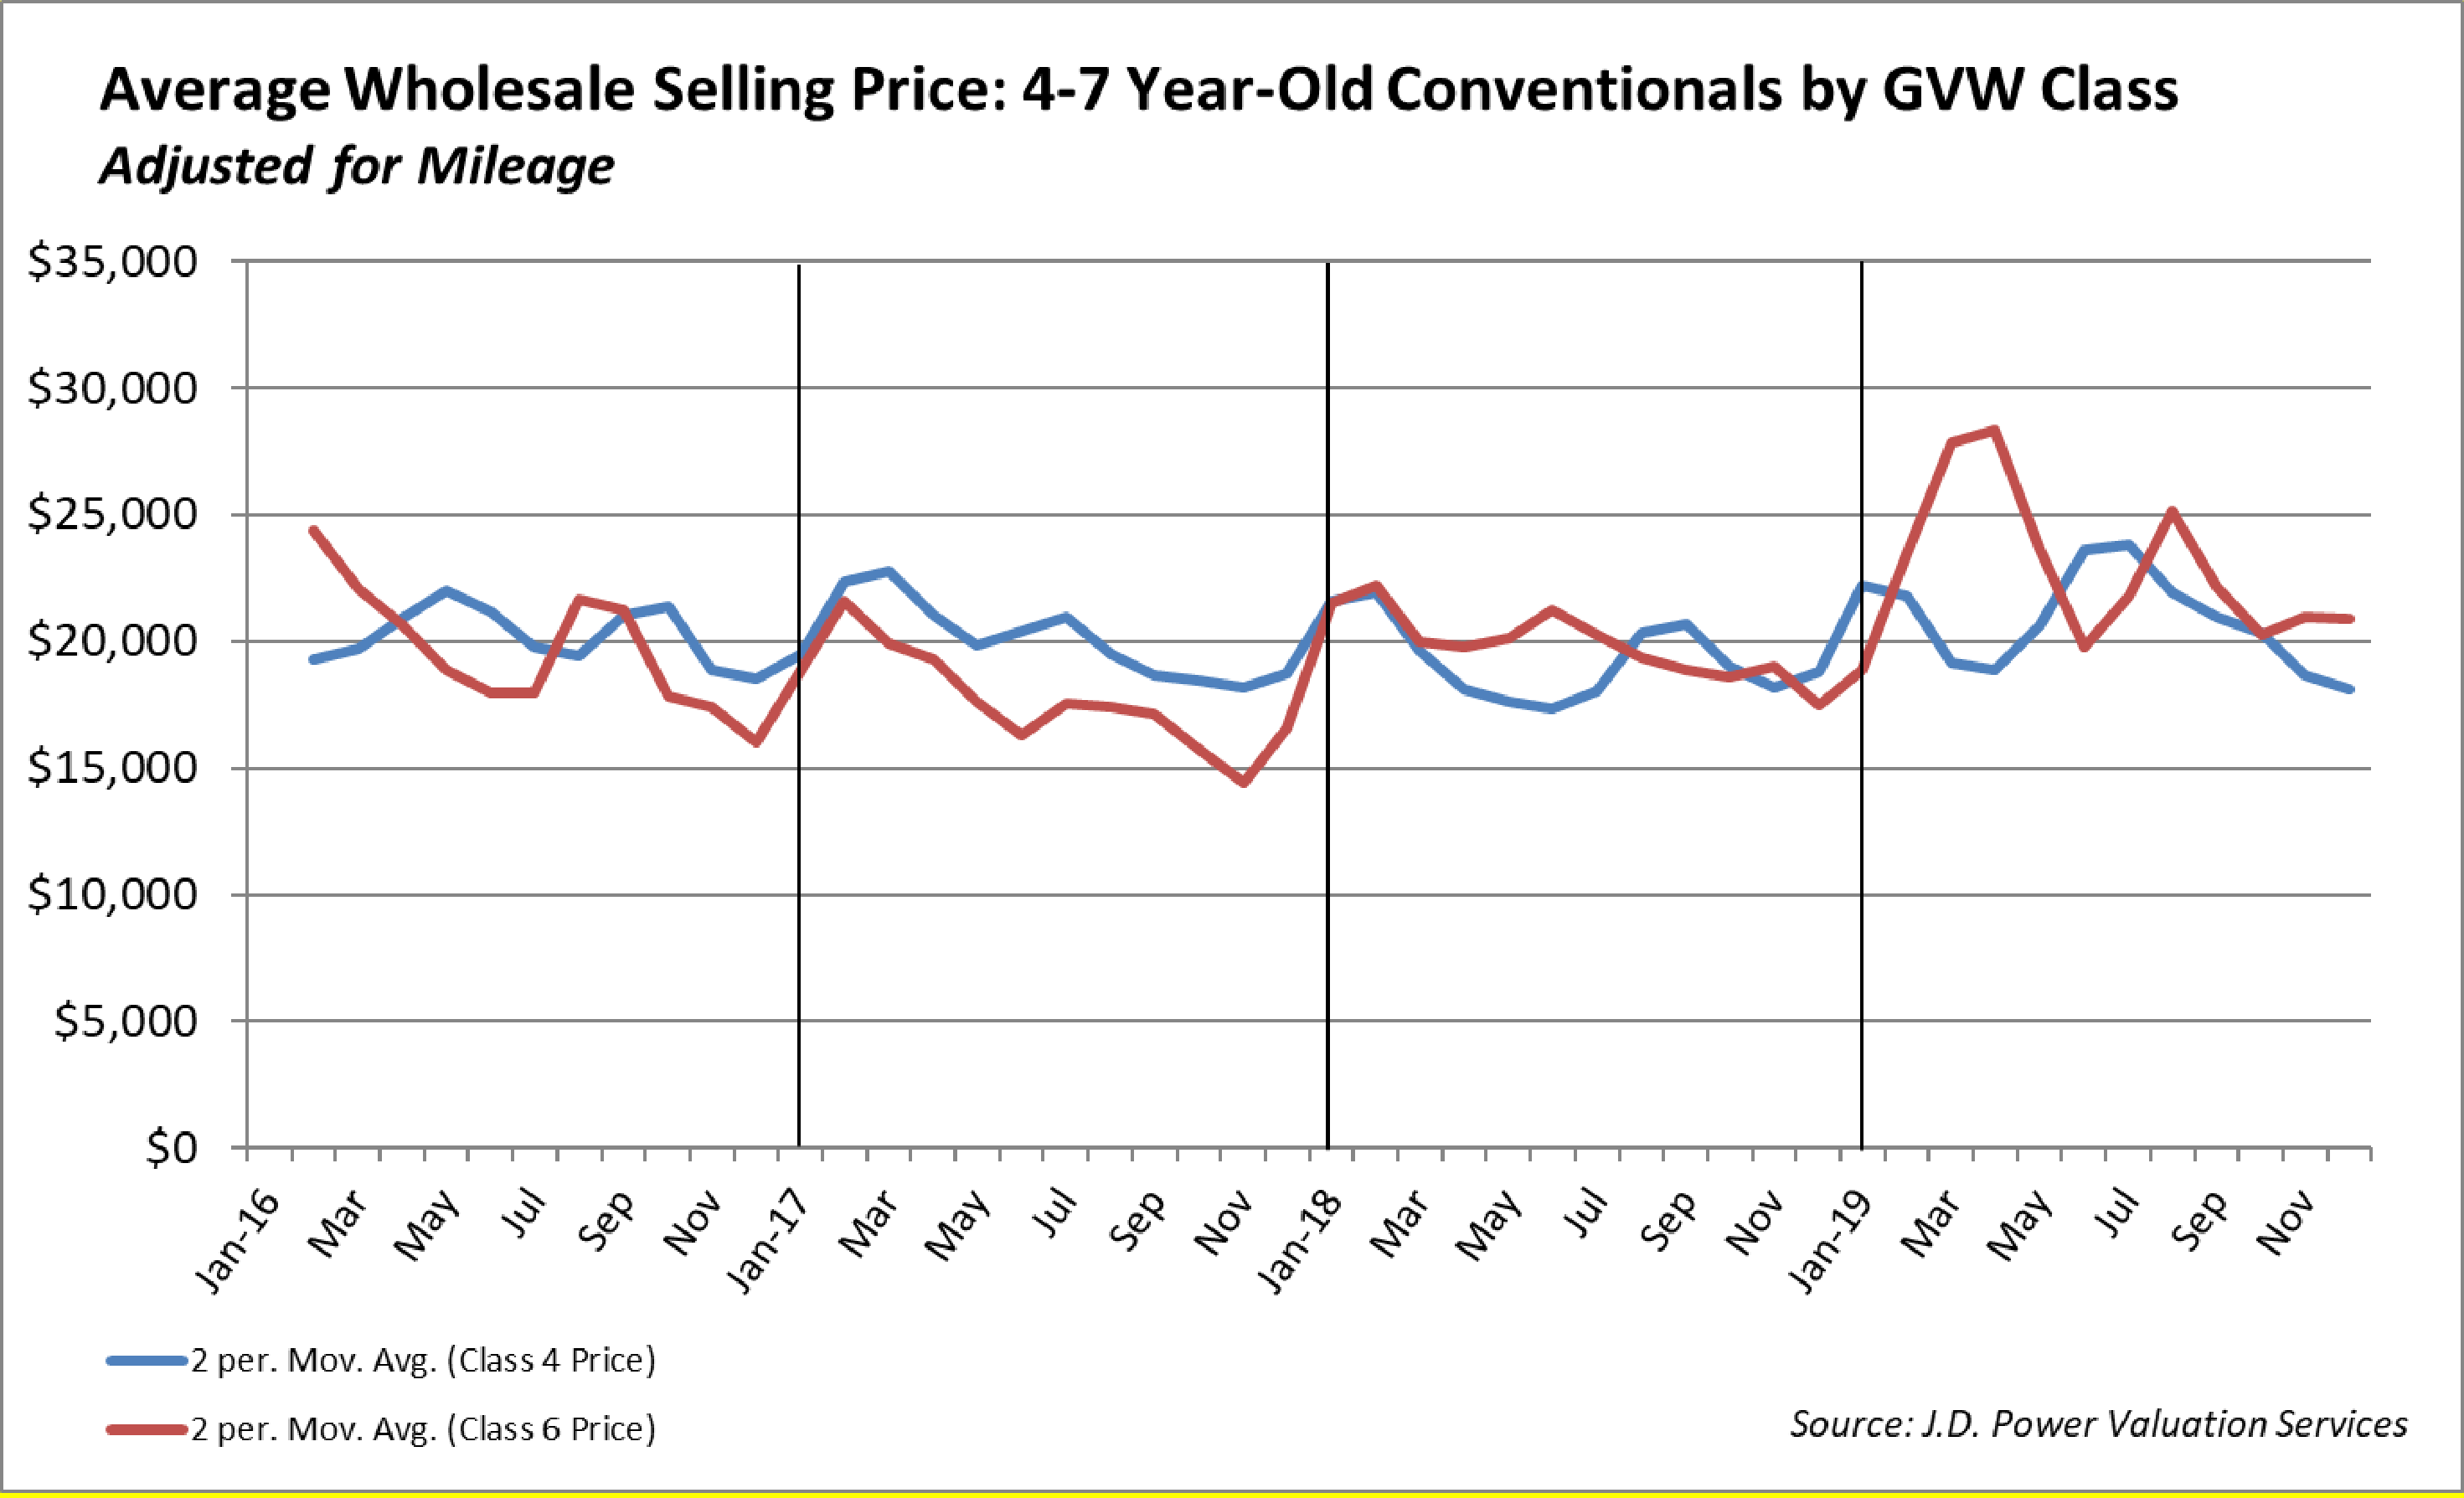 Average Wholesale Selling Price: 4-7 Year-Old Conventionals by GVW Class
Adjusted for Mileage
$35,000
$30,000
$25,000
$20,000
$15,000
$10,000
$5,000
$0
Jan-16 Mar May Jul Sep Nov Jan-17 Mar May Jul Sep Nov Jan-18 Mar May Jul Sep Nov Jan-19 Mar May Jul Sep Nov
2 per. Mov. Avg. (Class 4 Price)
2 per. Mov. Avg. (Class 6 Price)
Source: J.D. Power Valuation Services